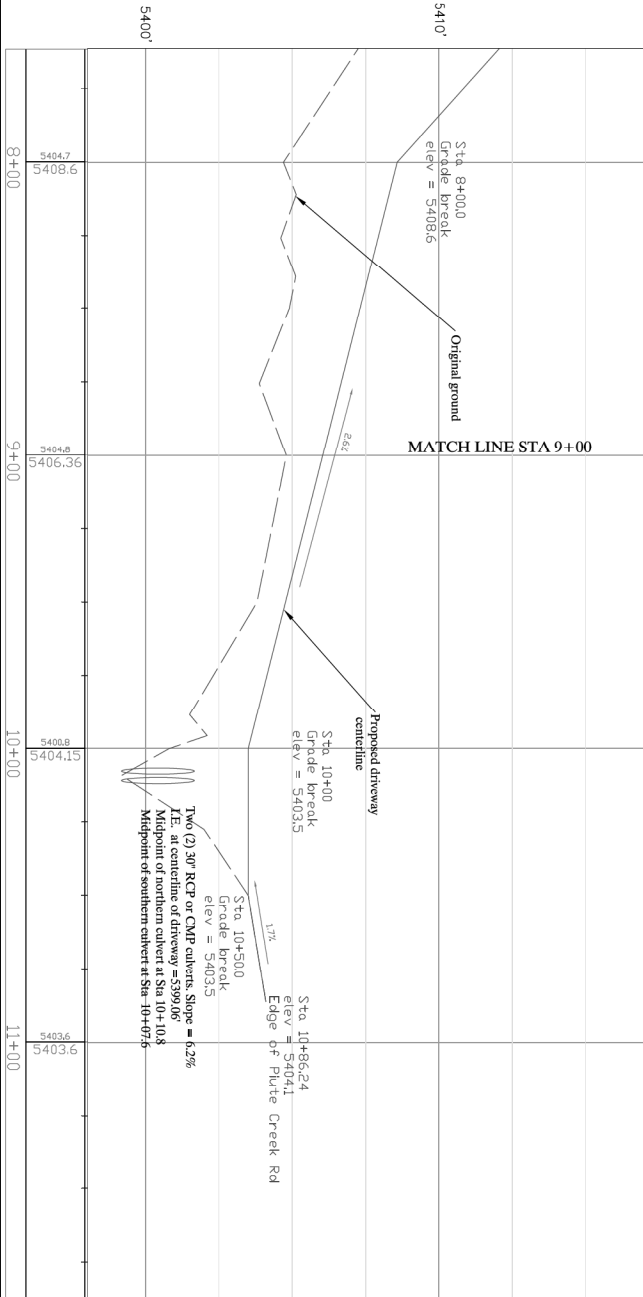 5400'
5410'
Sta 8+00.0
Grade break
elev = 5408.6
Original ground
MATCH LINE STA 9+00
2.6%
Proposed driveway
centerline
Sta 10+00
Grade break
elev = 5403.5
Two (2) 30" RCP or CMP culverts. Slope = 6.2%
I.E. at centerline of driveway =5399.06'
Midpoint of northern culvert at Sta 10+10.8
Midpoint of southern culvert at Sta 10+07.6
Sta 10+50.0
Grade break
elev = 5403.5
1.7%
Sta 10+86.24
elev = 5404.1
Edge of Piute Creek Rd
5404.7
5408.6
8+00
5404.8
5406.36
9+00
5400.8
5404.15
10+00
5403.6
5403.6
11+00